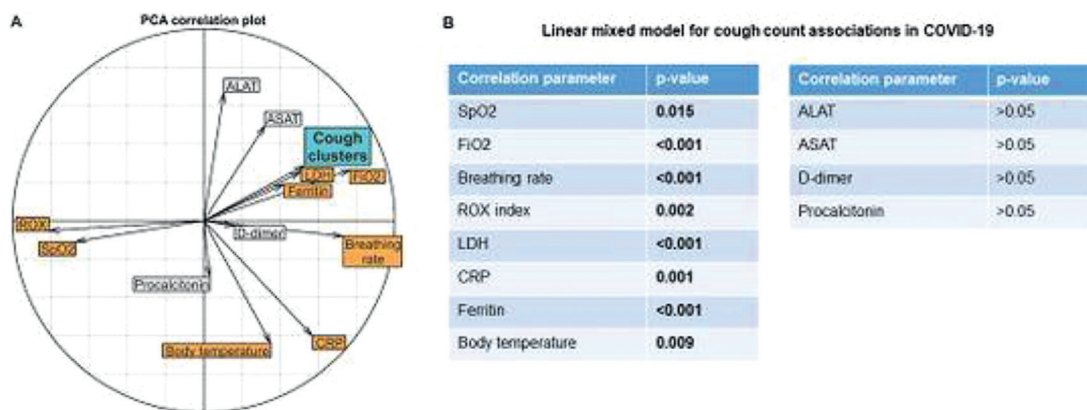 A
PCA correlation plot
ALAT
ASAT
Cough
clusters
LDH
FiO2
Ferritin
ROX
SpO2
D-dimer
Breathing
rate
Procalcitonin
Body temperature
CRP
B
Linear mixed model for cough count associations in COVID-19
Correlation parameter p-value
SpO2 0.015
FiO2 <0.001
Breathing rate <0.001
ROX index 0.002
LDH <0.001
CRP 0.001
Ferritin <0.001
Body temperature 0.009
Correlation parameter p-value
ALAT >0.05
ASAT >0.05
D-dimer >0.05
Procalcitonin >0.05